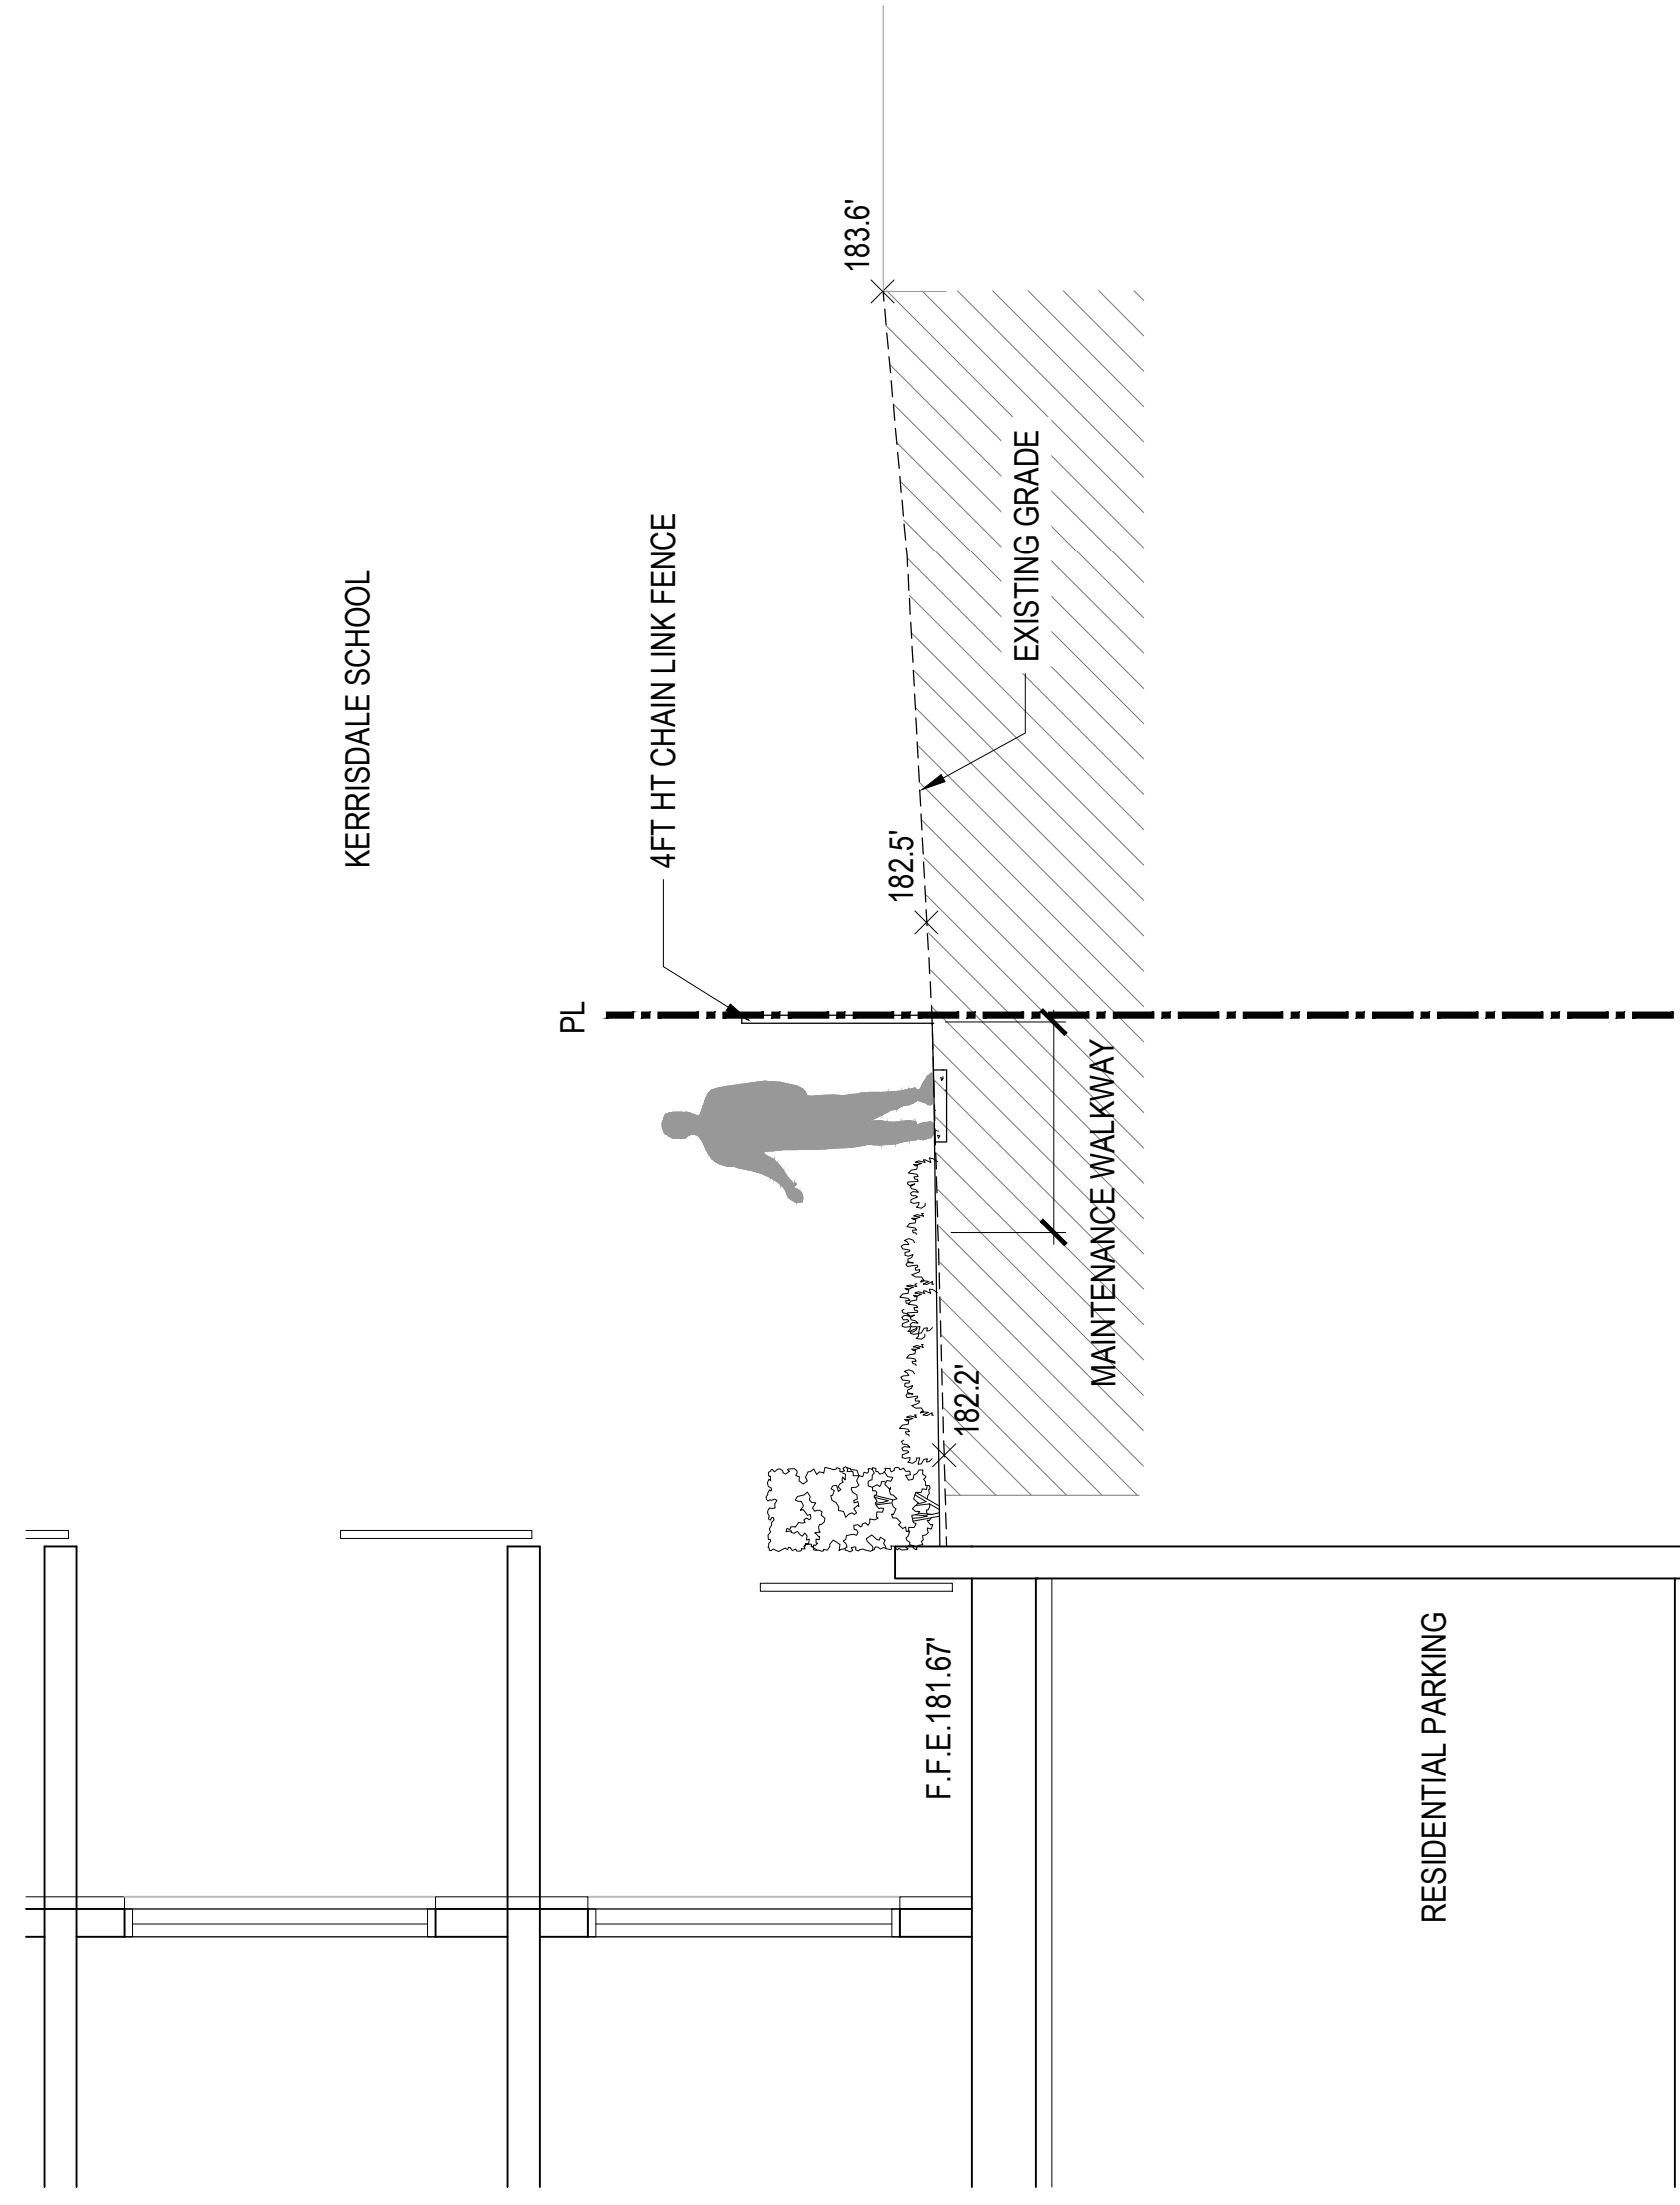 KERRISDALE SCHOOL
PL
4FT HT CHAIN LINK FENCE
183.6'
182.5'
F.F.E.181.67'
182.2'
EXISTING GRADE
MAINTENANCE WALKWAY
RESIDENTIAL PARKING